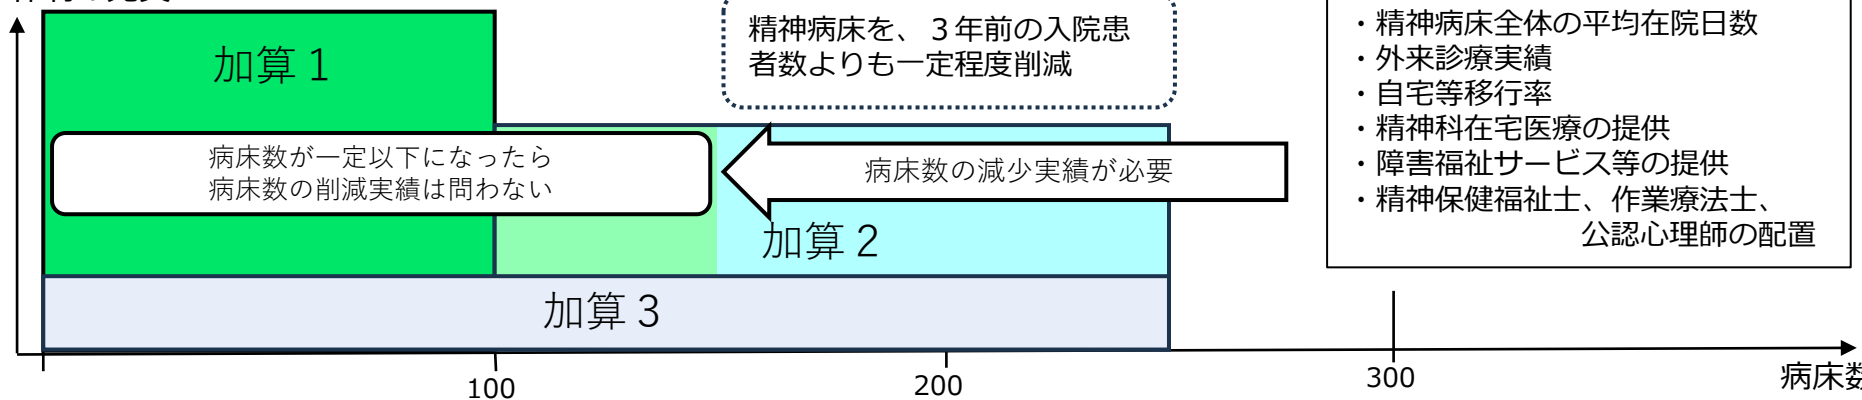 精神病床を、３年前の入院患
者数よりも一定程度削減
・精神病床全体の平均在院日数
・外来診療実績
・自宅等移行率
・精神科在宅医療の提供
・障害福祉サービス等の提供
・精神保健福祉士、作業療法士、
公認心理師の配置
加算１
病床数が一定以下になったら
病床数の削減実績は問わない
病床数の減少実績が必要
加算２
加算３
100
200
300
病床数